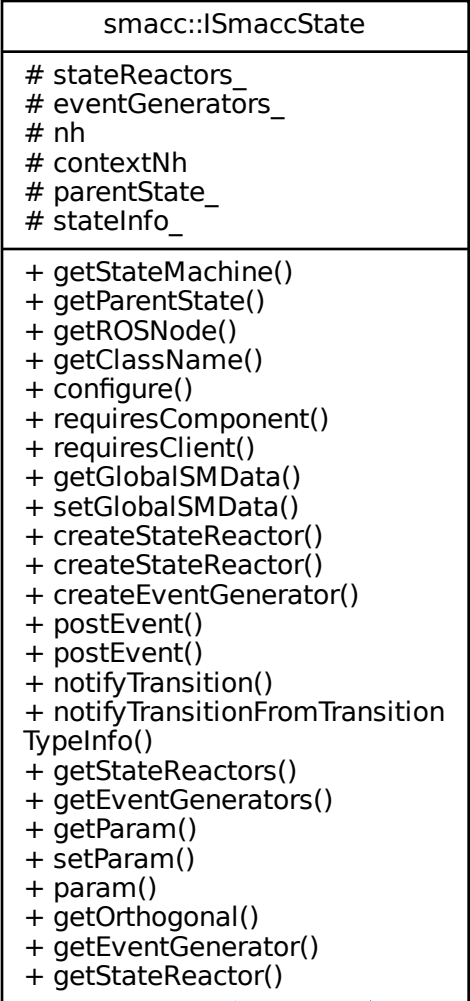 smacc::ISmaccState
# stateReactors_
# eventGenerators_
# nh
# contextNh
# parentState_
# stateInfo_
+ getStateMachine()
+ getParentState()
+ getROSNode()
+ getClassName()
+ configure()
+ requiresComponent()
+ requiresClient()
+ getGlobalSMData()
+ setGlobalSMData()
+ createStateReactor()
+ createStateReactor()
+ createEventGenerator()
+ postEvent()
+ postEvent()
+ notifyTransition()
+ notifyTransitionFromTransition
TypeInfo()
+ getStateReactors()
+ getEventGenerators()
+ getParam()
+ setParam()
+ param()
+ getOrthogonal()
+ getEventGenerator()
+ getStateReactor()